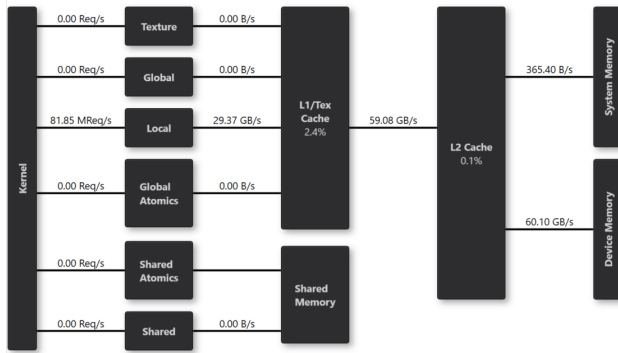 0.00 Req/s
Texture
0.00 B/s
0.00 Req/s
Global
0.00 B/s
365.40 B/s
System Memory
L1/Tex
Cache
2.4%
81.85 MReq/s
Local
29.37 GB/s
59.08 GB/s
L2 Cache
0.1%
Kernel
0.00 Req/s
Global
Atomics
0.00 B/s
60.10 GB/s
Device Memory
0.00 Req/s
Shared
Atomics
Shared
Memory
0.00 Req/s
Shared
0.00 B/s